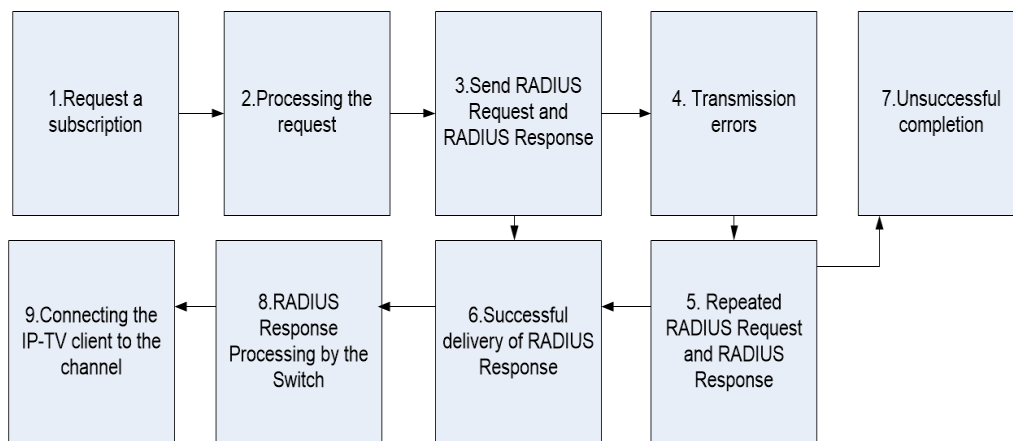 1.Request a
subscription
2.Processing the
request
3.Send RADIUS
Request and
RADIUS Response
4. Transmission
errors
7.Unsuccessful
completion
9.Connecting the
IP-TV client to the
channel
8.RADIUS
Response
Processing by the
Switch
6.Successful
delivery of RADIUS
Response
5. Repeated
RADIUS Request
and RADIUS
Response